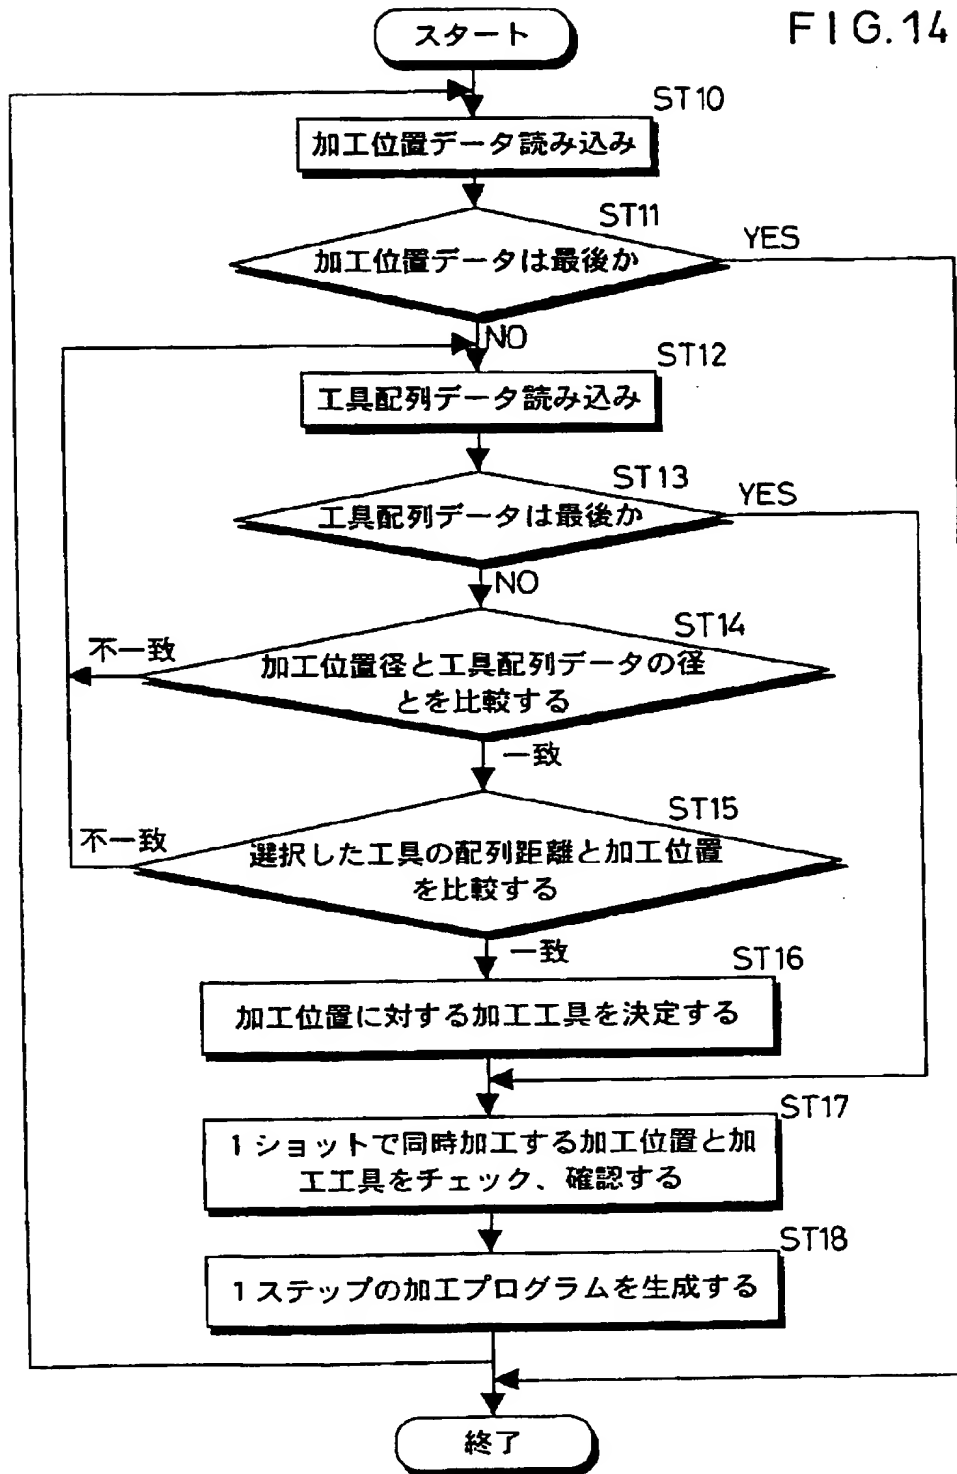 FIG.14
スタート
ST10
加工位置データ読み込み
ST11
加工位置データは最後か
YES
NO
ST12
工具配列データ読み込み
ST13
工具配列データは最後か
YES
NO
ST14
加工位置径と工具配列データの径
とを比較する
不一致
一致
ST15
選択した工具の配列距離と加工位置
を比較する
不一致
一致
ST16
加工位置に対する加工工具を決定する
ST17
1ショットで同時加工する加工位置と加
工工具をチェック、確認する
ST18
1ステップの加工プログラムを生成する
終了